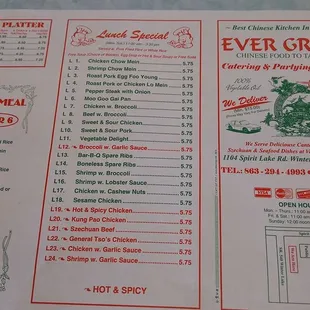 PLATTER
MEAL
Lunch Special
L 1. Chicken Chow Mein 5.75
L 2. Shrimp Chow Mein 5.75
L 3. Roast Pork Egg Foo Young 5.75
L 4. Roast Pork or Chicken Lo Mein 5.75
L 5. Pepper Steak with Onion 5.75
L 6. Moo Goo Gai Pan 5.75
L 7. Chicken w. Broccoli 5.75
L 8. Beef w. Broccoli 5.75
L 9. Sweet & Sour Chicken 5.75
L10. Sweet & Sour Pork 5.75
L11. Vegetable Delight 5.75
L12. Broccoli w. Garlic Sauce 5.75
L13. Bar-B-Q Spare Ribs 5.75
L14. Boneless Spare Ribs 5.75
L15. Shrimp w. Broccoli 5.75
L16. Shrimp w. Lobster Sauce 5.75
L17. Chicken w. Cashew Nuts 5.75
L18. Sesame Chicken 5.75
L19. Hot & Spicy Chicken 5.75
L20. Kung Pao Chicken 5.75
L21. Szechuan Beef 5.75
L22. General Tso's Chicken 5.75
L23. Chicken w. Garlic Sauce 5.75
L24. Shrimp w. Garlic Sauce 5.75
HOT & SPICY
~ Best Chinese Kitchen In
EVER GR
CHINESE FOOD TO TA
Catering & Partying
100%
Vegetable Oil
We Deliver
We Serve Deliciouse Can
Szechuan & Seafood Dishes at
1104 Spirit Lake Rd. Winter
TEL: 863 - 294 - 4993
VISA
OPEN HOU